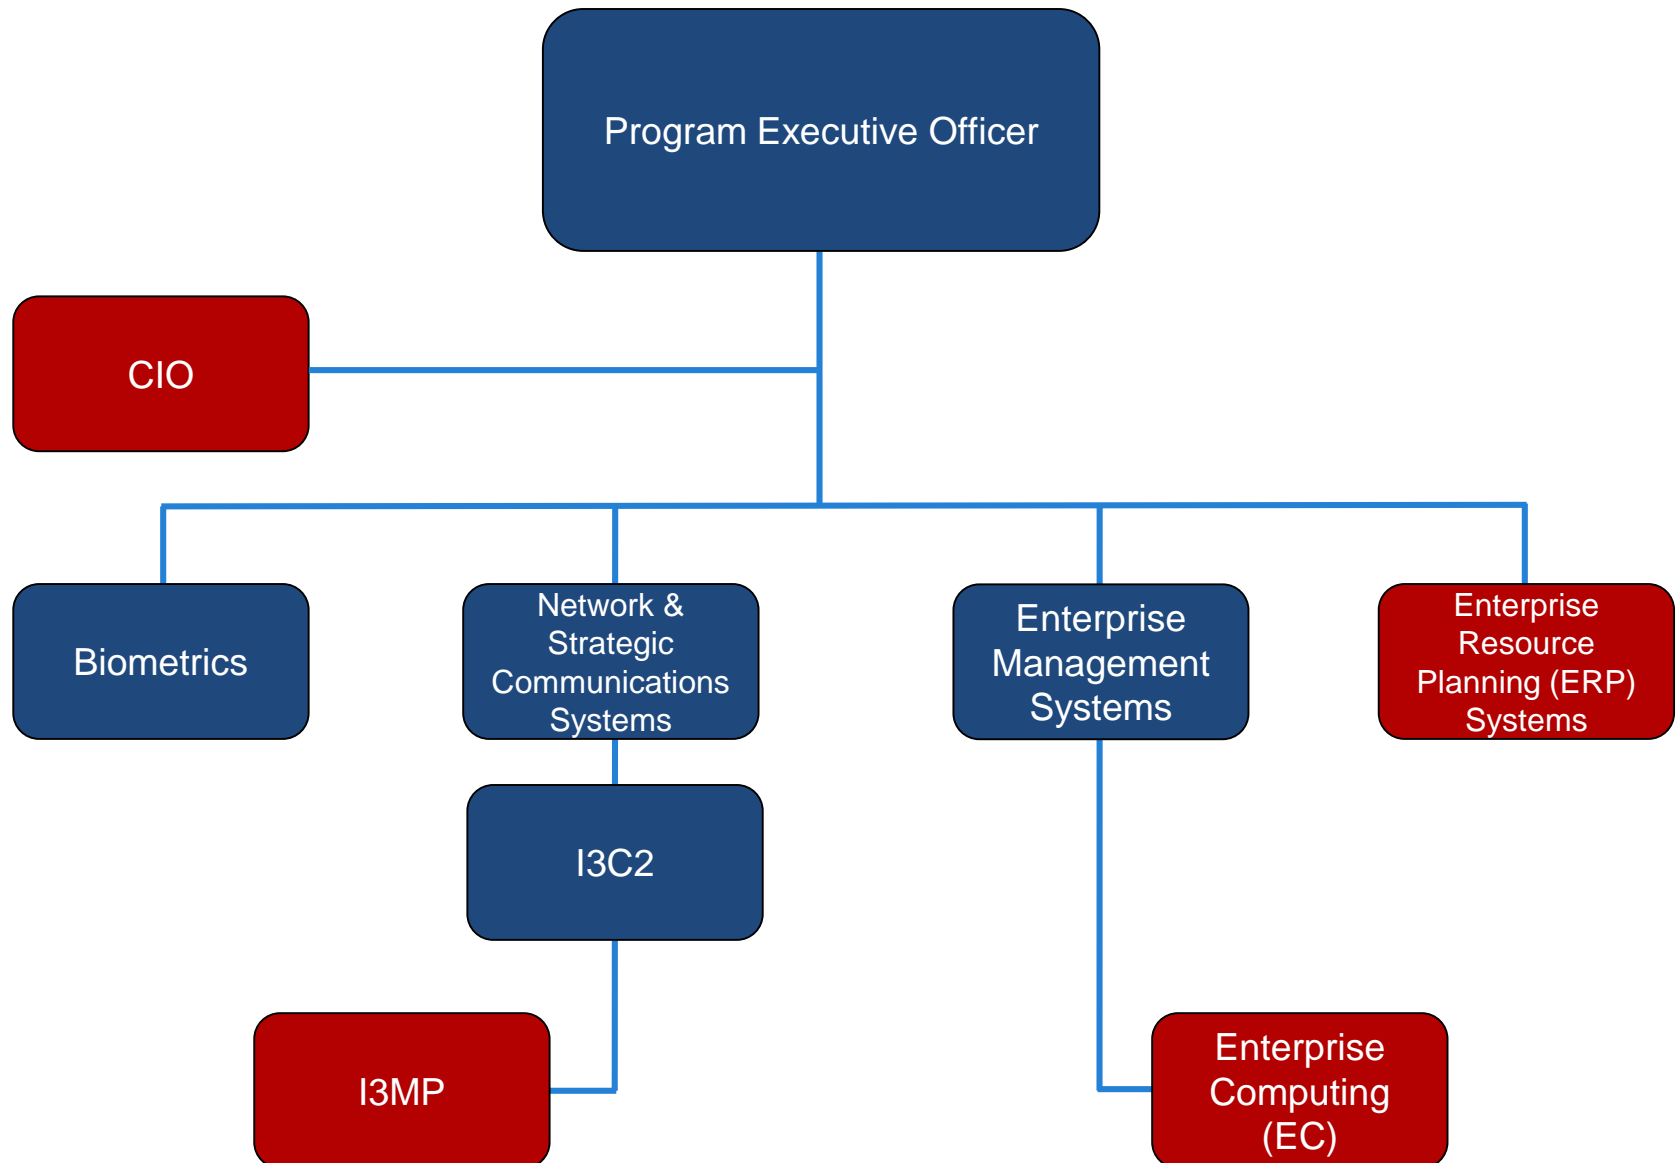 Program Executive Officer
CIO
Biometrics
Network &
Strategic
Communications
Systems
Enterprise
Management
Systems
Enterprise
Resource
Planning (ERP)
Systems
I3C2
I3MP
Enterprise
Computing
(EC)